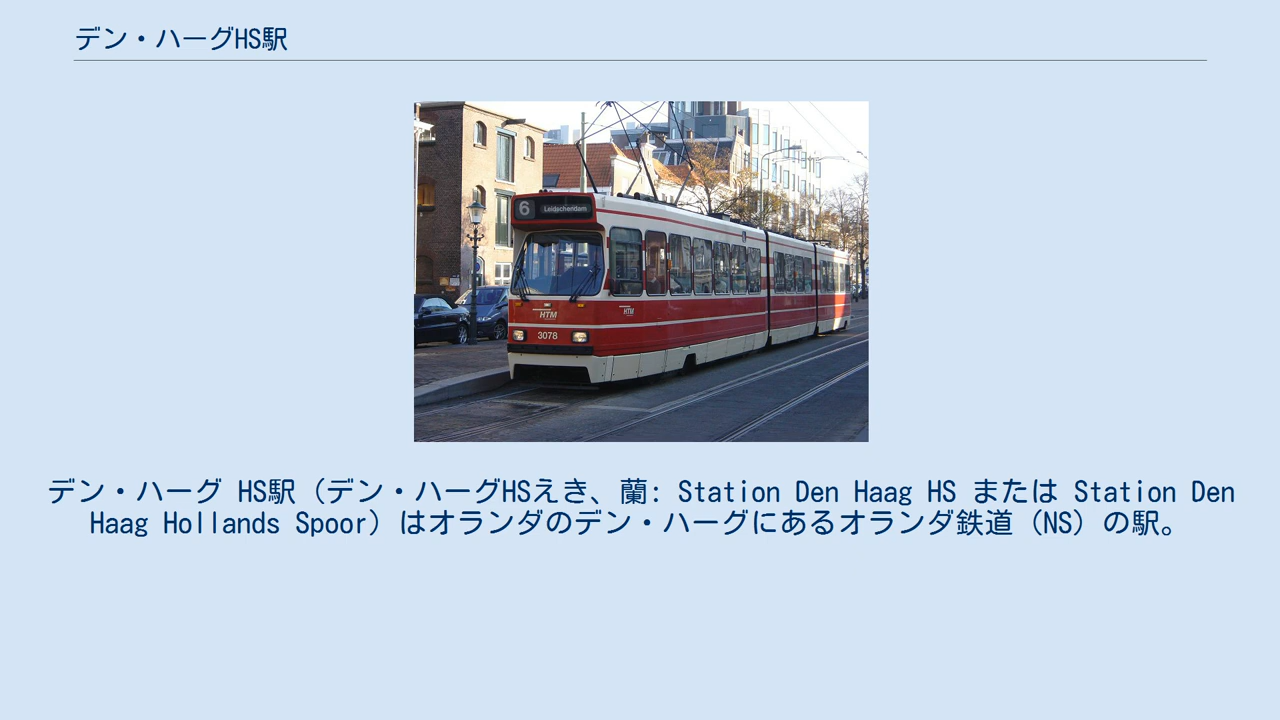 デン・ハーグHS駅
6 Leidschendam
HTM
HTM
3078
デン・ハーグ HS駅（デン・ハーグHSえき、蘭: Station Den Haag HS または Station Den
Haag Hollands Spoor）はオランダのデン・ハーグにあるオランダ鉄道（NS）の駅。